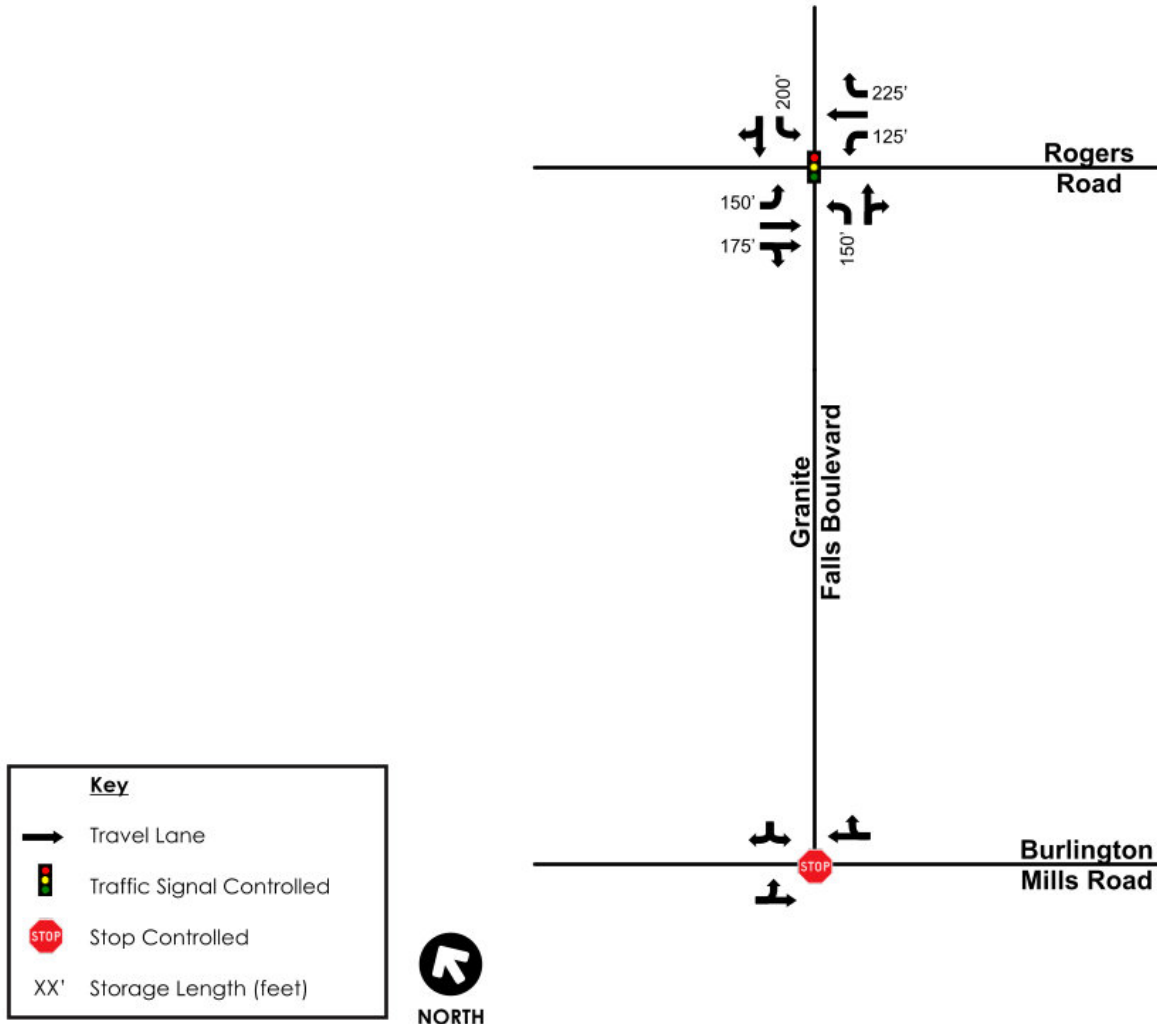 200'
225'
125'
Rogers
Road
150'
175'
150'
Granite
Falls Boulevard
Burlington
Mills Road
STOP
Key
Travel Lane
Traffic Signal Controlled
STOP
Stop Controlled
XX' Storage Length (feet)
NORTH